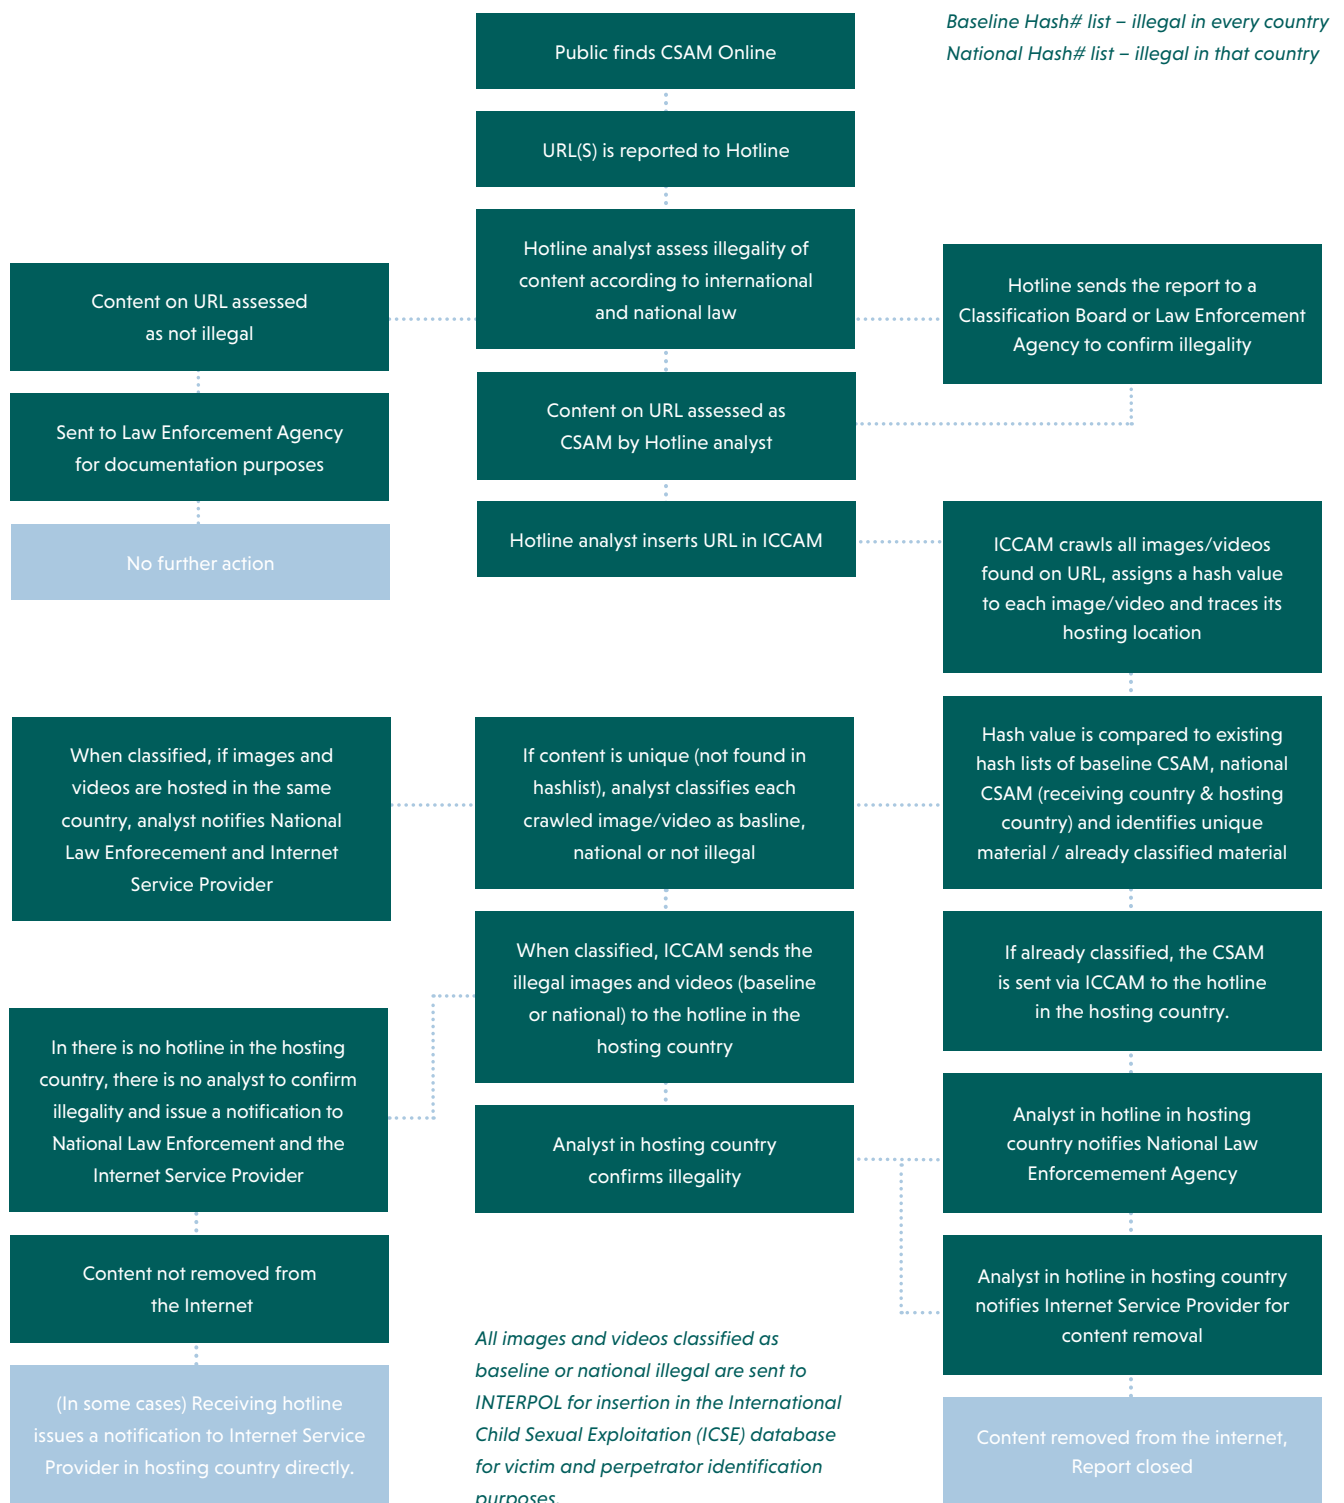 Baseline Hash# list – illegal in every country
National Hash# list – illegal in that country
Public finds CSAM Online
URL(S) is reported to Hotline
Hotline analyst assess illegality of
content according to international
and national law
Content on URL assessed
as not illegal
Hotline sends the report to a
Classification Board or Law Enforcement
Agency to confirm illegality
Sent to Law Enforcement Agency
for documentation purposes
Content on URL assessed as
CSAM by Hotline analyst
No further action
Hotline analyst inserts URL in ICCAM
ICCAM crawls all images/videos
found on URL, assigns a hash value
to each image/video and traces its
hosting location
When classified, if images and
videos are hosted in the same
country, analyst notifies National
Law Enforecement and Internet
Service Provider
If content is unique (not found in
hashlist), analyst classifies each
crawled image/video as basline,
national or not illegal
Hash value is compared to existing
hash lists of baseline CSAM, national
CSAM (receiving country & hosting
country) and identifies unique
material / already classified material
When classified, ICCAM sends the
illegal images and videos (baseline
or national) to the hotline in the
hosting country
If already classified, the CSAM
is sent via ICCAM to the hotline
in the hosting country.
In there is no hotline in the hosting
country, there is no analyst to confirm
illegality and issue a notification to
National Law Enforcement and the
Internet Service Provider
Analyst in hosting country
confirms illegality
Analyst in hotline in hosting
country notifies National Law
Enforcemement Agency
Content not removed from
the Internet
Analyst in hotline in hosting country
notifies Internet Service Provider for
content removal
(In some cases) Receiving hotline
issues a notification to Internet Service
Provider in hosting country directly.
All images and videos classified as
baseline or national illegal are sent to
INTERPOL for insertion in the International
Child Sexual Exploitation (ICSE) database
for victim and perpetrator identification
purposes.
Content removed from the internet,
Report closed